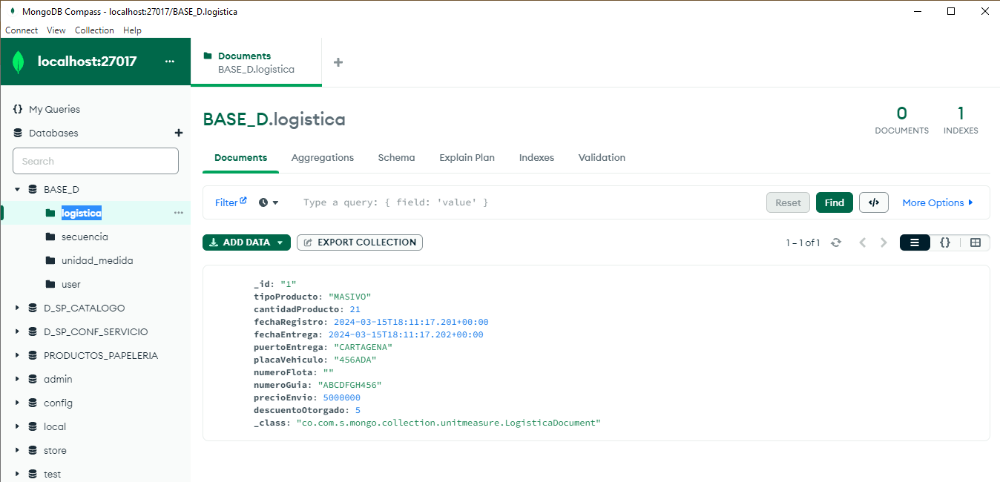 MongoDB Compass - localhost:27017/BASE_D.logistica
Connect View Collection Help
localhost:27017 ...
Documents
BASE_D.logistica
+
{} My Queries
Databases +
Search
BASE_D
logistica ...
secuencia
unidad_medida
user
D_SP_CATALOGO
D_SP_CONF_SERVICIO
PRODUCTOS_PAPELERIA
admin
config
local
store
test
BASE_D.logistica
0
DOCUMENTS
1
INDEXES
Documents Aggregations Schema Explain Plan Indexes Validation
Filter Type a query: { field: 'value' } Reset Find </> More Options
ADD DATA EXPORT COLLECTION 1 – 1 of 1 {}
_id: "1"
tipoProducto: "MASIVO"
cantidadProducto: 21
fechaRegistro: 2024-03-15T18:11:17.201+00:00
fechaEntrega: 2024-03-15T18:11:17.202+00:00
puertoEntrega: "CARTAGENA"
placaVehiculo: "456ADA"
numeroFlota: ""
numeroGuia: "ABCDFGH456"
precioEnvio: 5000000
descuentoOtorgado: 5
_class: "co.com.s.mongo.collection.unitmeasure.LogisticaDocument"